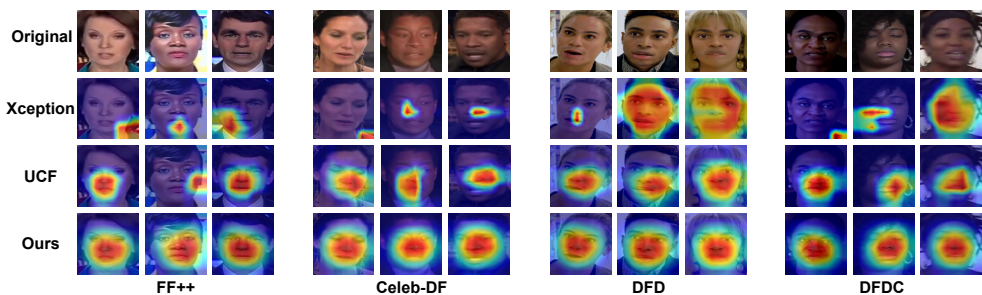 Original
Xception
UCF
Ours
FF++ Celeb-DF DFD DFDC